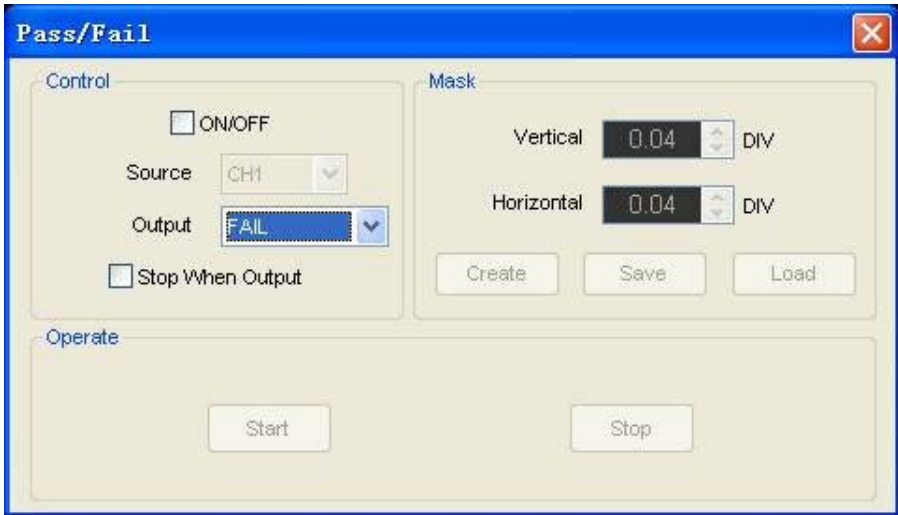 Pass/Fail
Control
ON/OFF
Source CH1
Output FAIL
Stop When Output
Mask
Vertical 0.04 DIV
Horizontal 0.04 DIV
Create Save Load
Operate
Start Stop